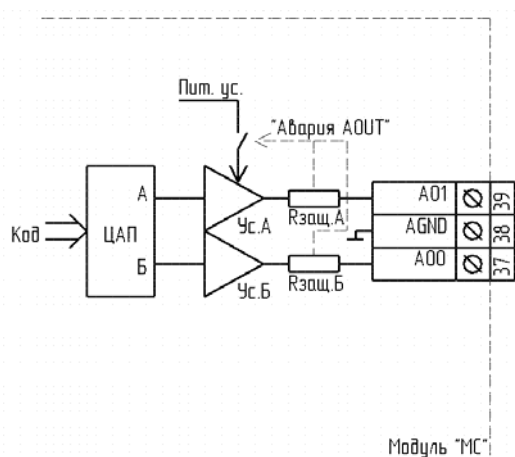 Пит. ус.
"Авария AOUT"
А
AO1
39
Ус.А
Rзащ.А
Код
ЦАП
AGND
38
Б
AO0
37
Ус.Б
Rзащ.Б
Модуль "МС"